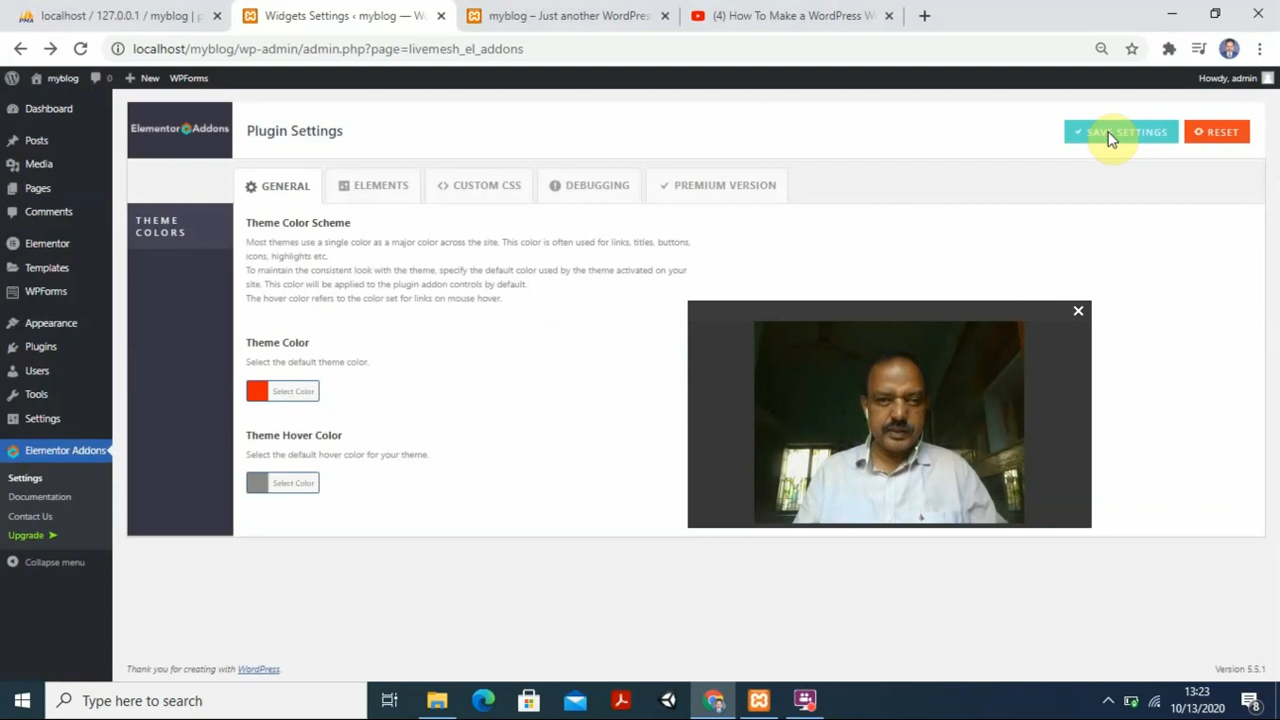 localhost / 127.0.0.1 / myblog | p
Widgets Settings ‹ myblog — Wo
myblog – Just another WordPress
(4) How To Make a WordPress W
localhost/myblog/wp-admin/admin.php?page=livemesh_el_addons
myblog
0
New
WPForms
Howdy, admin
Dashboard
Posts
Media
Pages
Comments
Elementor
Templates
WPForms
Appearance
Plugins
Users
Tools
Settings
Elementor Addons
Settings
Documentation
Contact Us
Upgrade ➤
Collapse menu
Elementor Addons
Plugin Settings
SAVE SETTINGS
RESET
GENERAL
ELEMENTS
CUSTOM CSS
DEBUGGING
PREMIUM VERSION
THEME
COLORS
Theme Color Scheme
Most themes use a single color as a major color across the site. This color is often used for links, titles, buttons,
icons, highlights etc.
To maintain the consistent look with the theme, specify the default color used by the theme activated on your
site. This color will be applied to the plugin addon controls by default.
The hover color refers to the color set for links on mouse hover.
Theme Color
Select the default theme color.
Select Color
Theme Hover Color
Select the default hover color for your theme.
Select Color
Thank you for creating with WordPress.
Version 5.5.1
Type here to search
13:23
10/13/2020
8